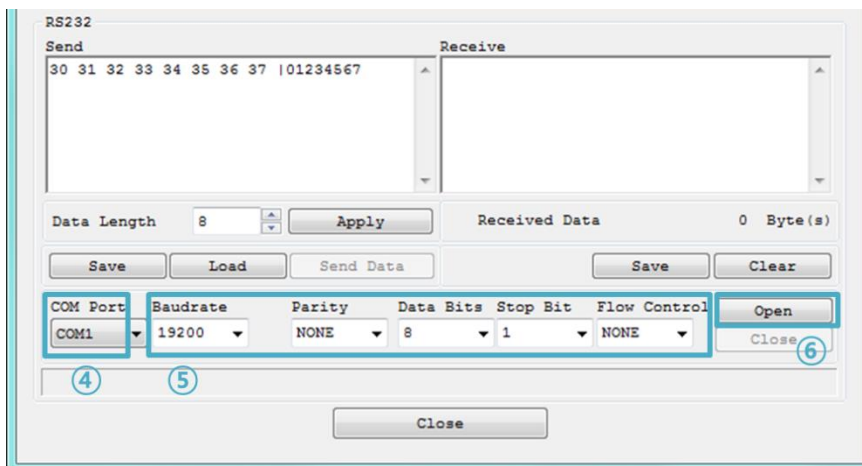 RS232
Send Receive
30 31 32 33 34 35 36 37 |01234567
Data Length 8 Apply Received Data 0 Byte(s)
Save Load Send Data Save Clear
COM Port Baudrate Parity Data Bits Stop Bit Flow Control Open
COM1 19200 NONE 8 1 NONE Close
④ ⑤ ⑥
Close